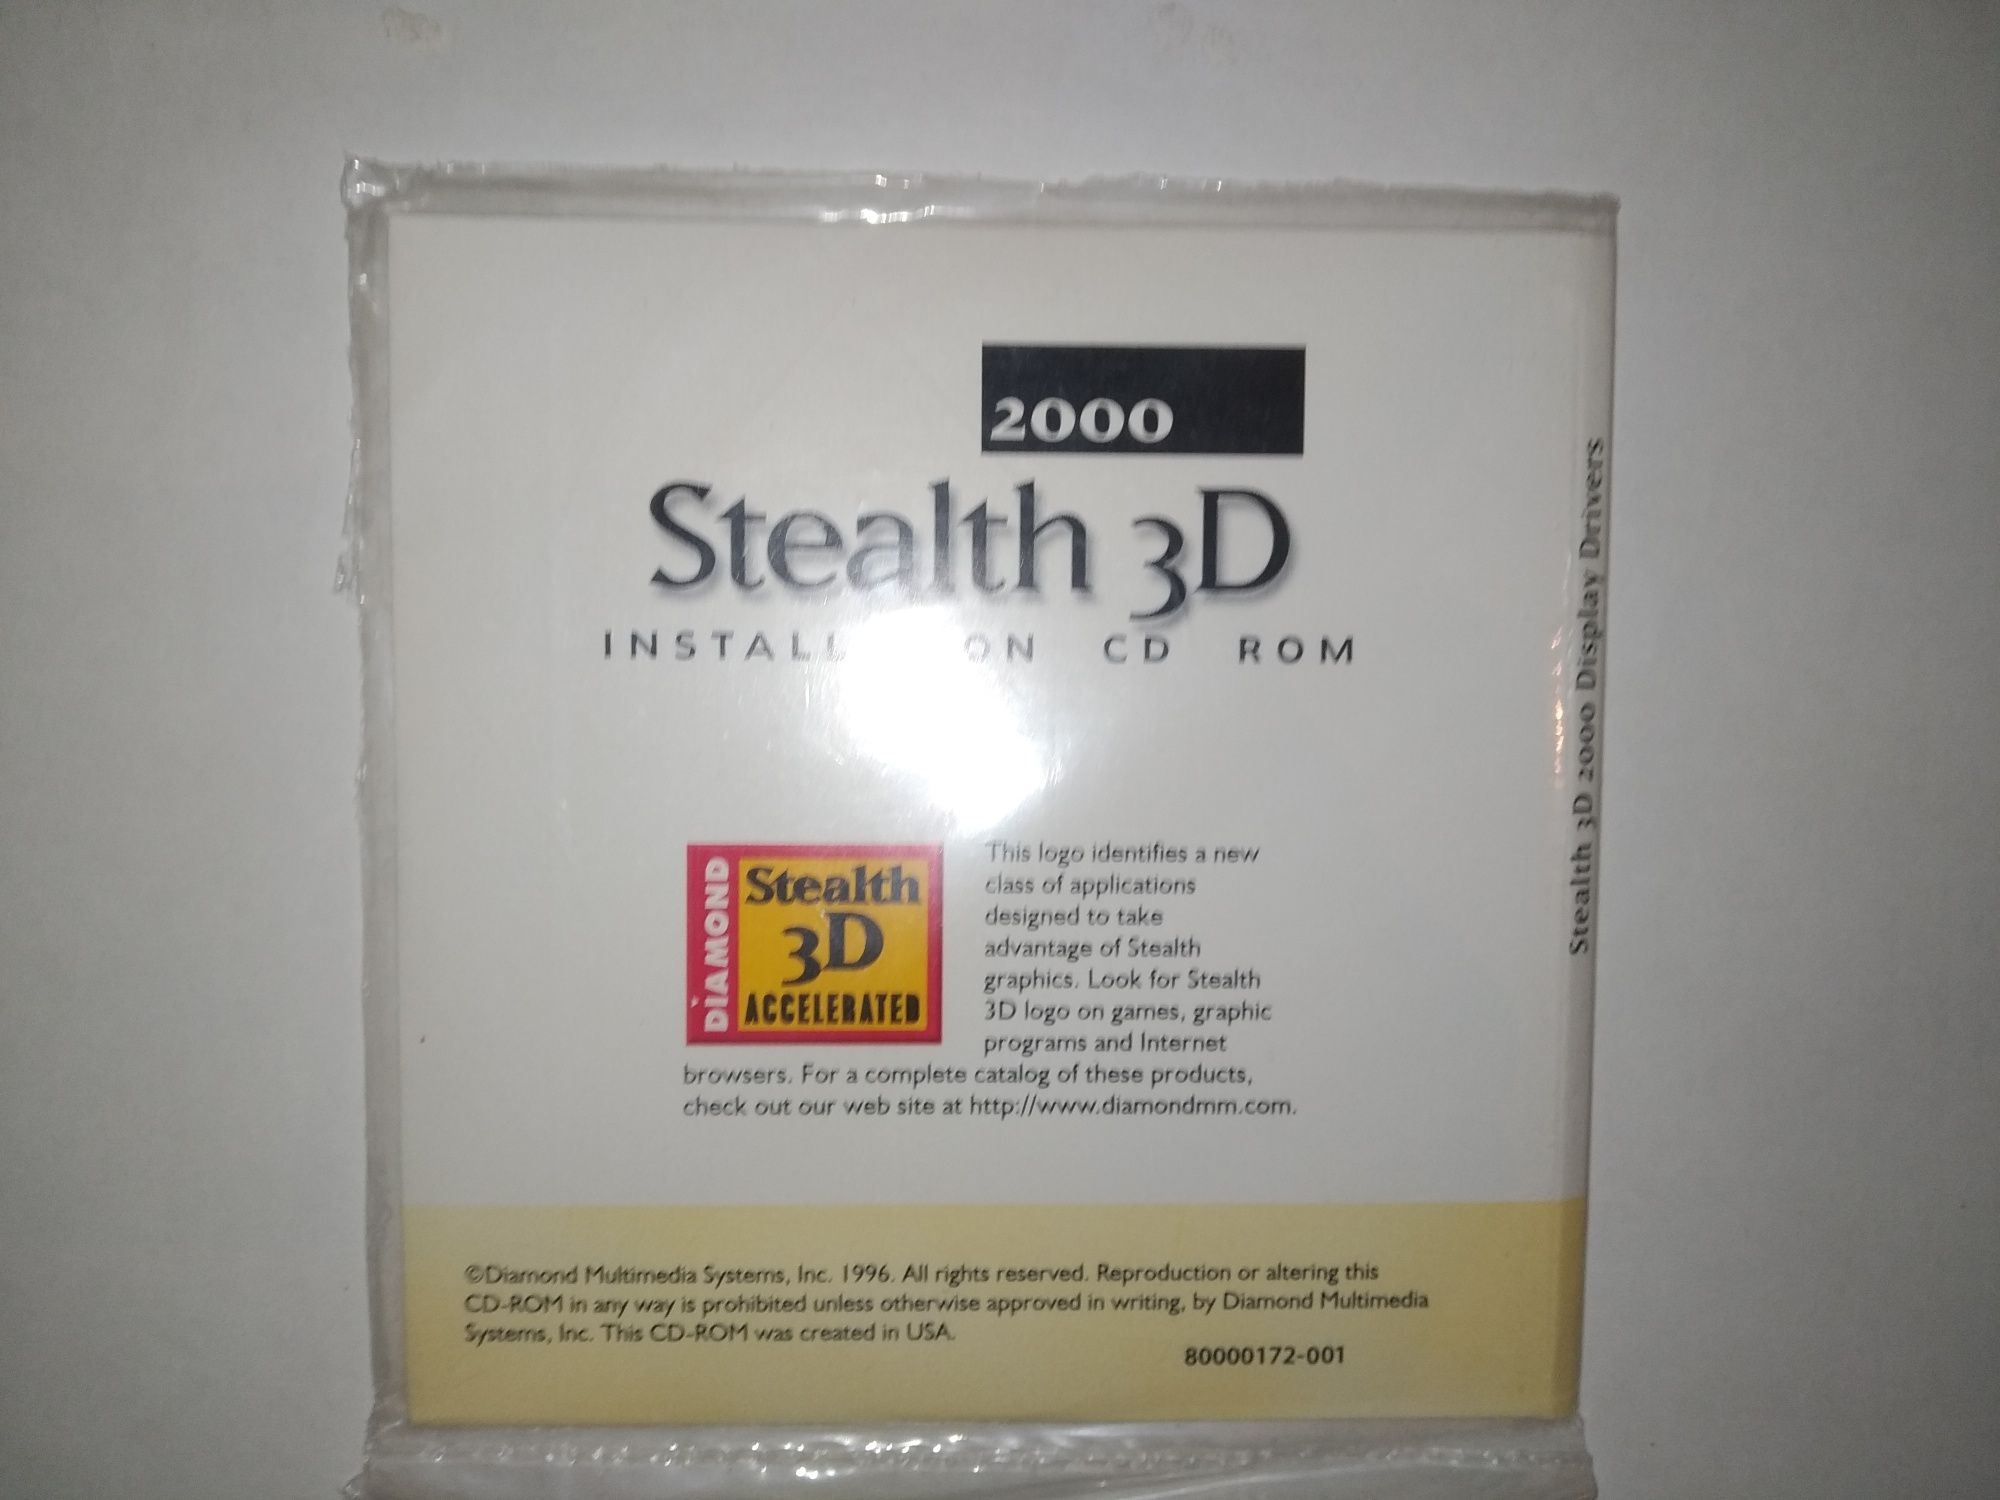 2000
Stealth 3D
CD ROM
DIAMOND
Stealth
3D
ACCELERATED
This logo identifies a new
class of applications
designed to take
advantage of Stealth
graphics. Look for Stealth
3D logo on games, graphic
programs and Internet
browsers. For a complete catalog of these products,
check out our web site at http://www.diamondmm.com.
©Diamond Multimedia Systems, Inc. 1996. All rights reserved. Reproduction or altering this
CD-ROM in any way is prohibited unless otherwise approved in writing, by Diamond Multimedia
Systems, Inc. This CD-ROM was created in USA.
80000172-001
Stealth 3D 2000 Display Drivers